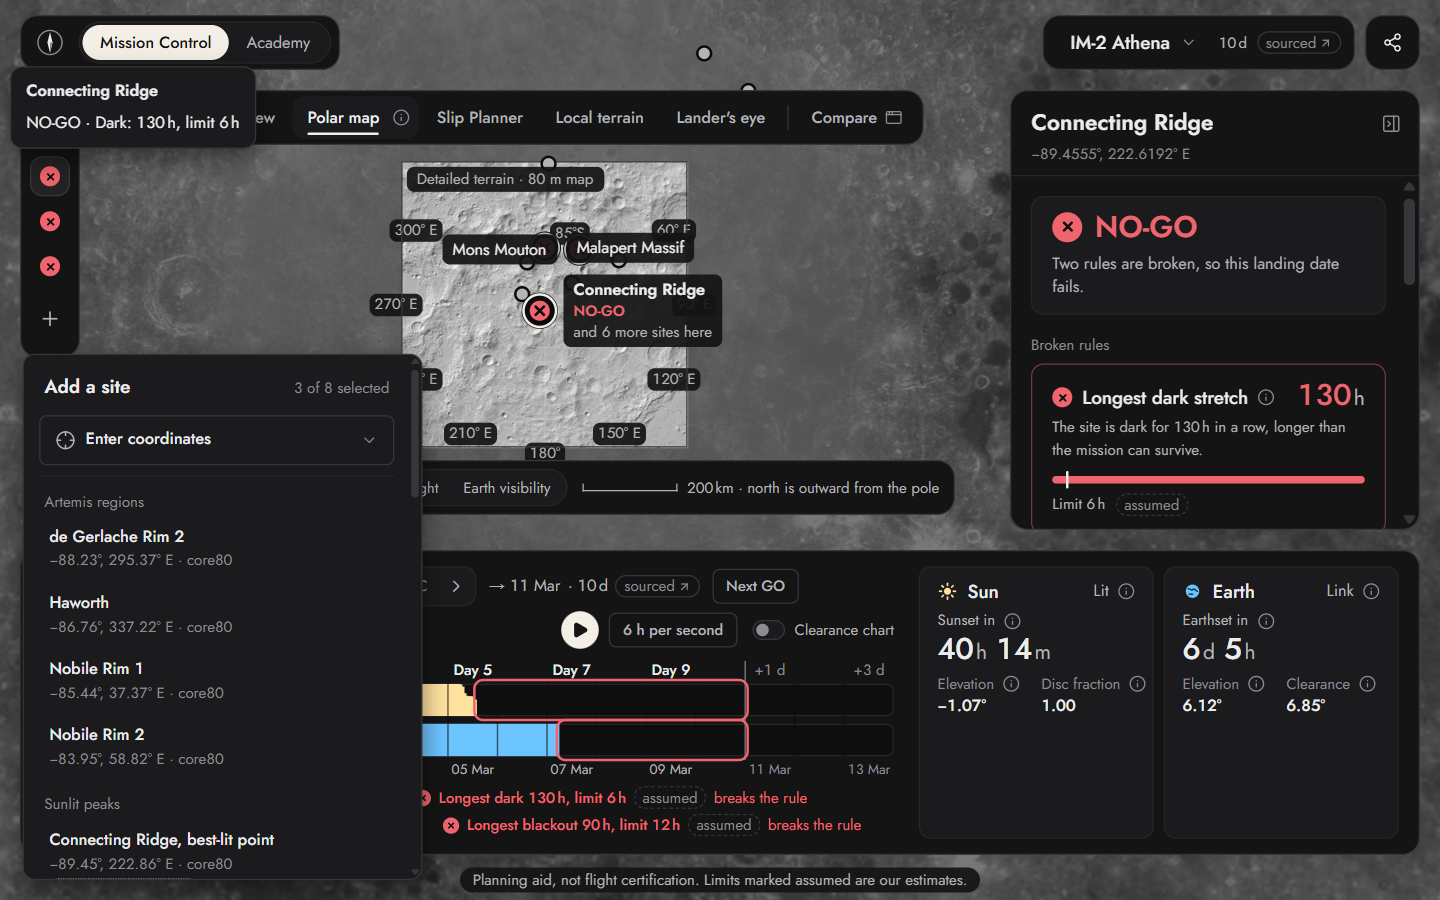 Mission Control
Academy
IM-2 Athena
10 d
sourced ↗
Connecting Ridge
NO-GO · Dark: 130 h, limit 6 h
ew
Polar map
Slip Planner
Local terrain
Lander's eye
Compare
Detailed terrain · 80 m map
300° E
85°S
60° E
Mons Mouton
Malapert Massif
270° E
Connecting Ridge
NO-GO
and 6 more sites here
° E
120° E
210° E
150° E
180°
Connecting Ridge
−89.4555°, 222.6192° E
NO-GO
Two rules are broken, so this landing date
fails.
Broken rules
Longest dark stretch
130 h
The site is dark for 130 h in a row, longer than
the mission can survive.
Limit 6 h
assumed
Add a site
3 of 8 selected
Enter coordinates
Artemis regions
de Gerlache Rim 2
−88.23°, 295.37° E · core80
Haworth
−86.76°, 337.22° E · core80
Nobile Rim 1
−85.44°, 37.37° E · core80
Nobile Rim 2
−83.95°, 58.82° E · core80
Sunlit peaks
Connecting Ridge, best-lit point
−89.45°, 222.86° E · core80
ght
Earth visibility
200 km · north is outward from the pole
C
→ 11 Mar · 10 d
sourced ↗
Next GO
6 h per second
Clearance chart
Day 5
Day 7
Day 9
+1 d
+3 d
05 Mar
07 Mar
09 Mar
11 Mar
13 Mar
Longest dark 130 h, limit 6 h
assumed
breaks the rule
Longest blackout 90 h, limit 12 h
assumed
breaks the rule
Sun
Lit
Sunset in
40 h 14 m
Elevation
Disc fraction
−1.07°
1.00
Earth
Link
Earthset in
6 d 5 h
Elevation
Clearance
6.12°
6.85°
Planning aid, not flight certification. Limits marked assumed are our estimates.